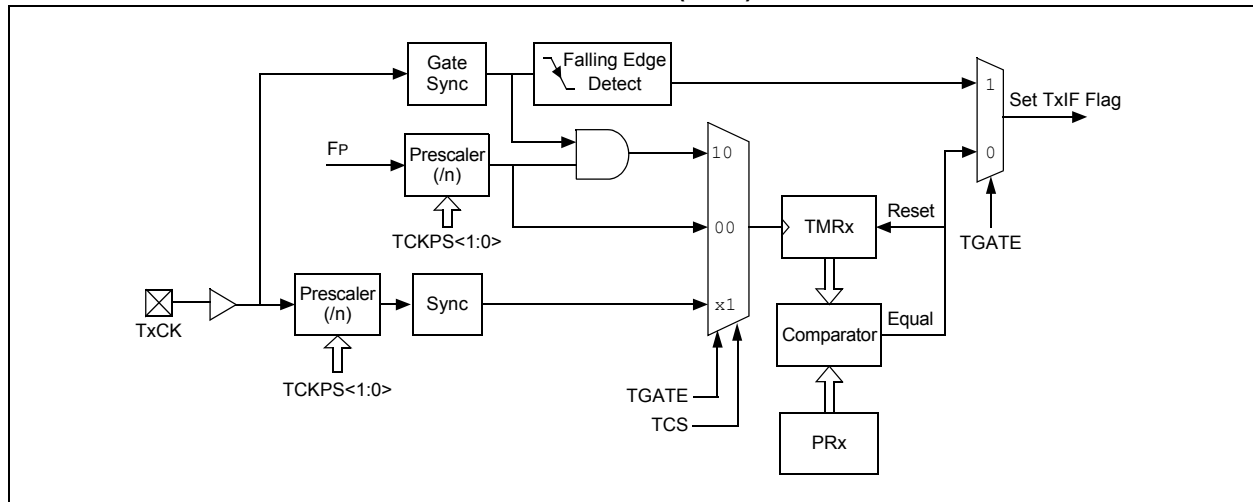 Gate
Sync
Falling Edge
Detect
1
Set TxIF Flag
0
FP
Prescaler
(/n)
10
TCKPS<1:0>
00
TMRx
Reset
TGATE
TxCK
Prescaler
(/n)
Sync
x1
Comparator
Equal
TCKPS<1:0>
TGATE
TCS
PRx